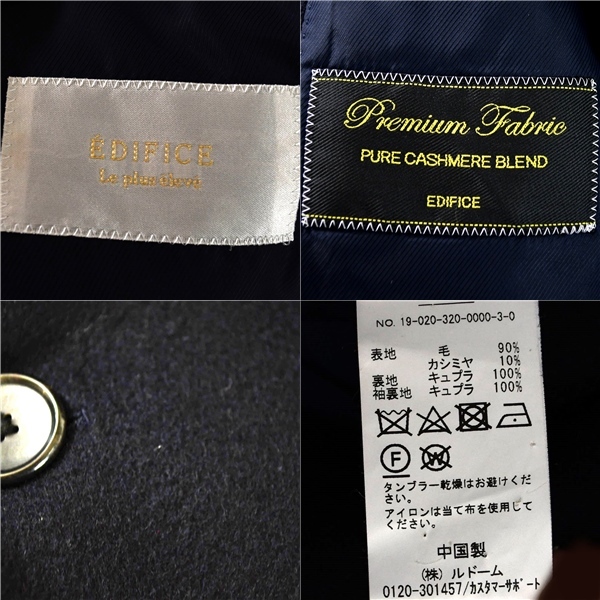 ÉDIFICE
Le plus élevé
Premium Fabric
PURE CASHMERE BLEND
EDIFICE
NO. 19-020-320-0000-3-0
表地 毛 90%
カシミヤ 10%
裏地 キュプラ 100%
袖裏地 キュプラ 100%
F W
タンブラー乾燥はお避けくだ
さい。
アイロンは当て布を使用して
ください。
中国製
(株) ルドーム
0120-301457/カスタマーサポート